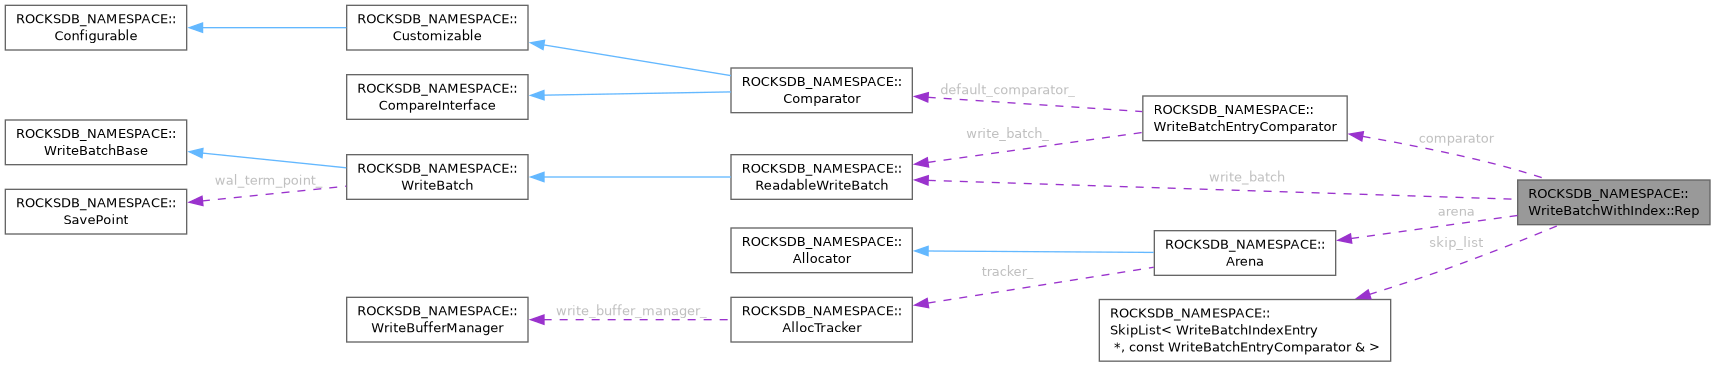 ROCKSDB_NAMESPACE::
Configurable
ROCKSDB_NAMESPACE::
Customizable
ROCKSDB_NAMESPACE::
CompareInterface
ROCKSDB_NAMESPACE::
Comparator
default_comparator_
ROCKSDB_NAMESPACE::
WriteBatchEntryComparator
comparator
ROCKSDB_NAMESPACE::
WriteBatchBase
wal_term_point_
ROCKSDB_NAMESPACE::
SavePoint
ROCKSDB_NAMESPACE::
WriteBatch
write_batch_
ROCKSDB_NAMESPACE::
ReadableWriteBatch
write_batch
ROCKSDB_NAMESPACE::
WriteBatchWithIndex::Rep
arena
skip_list
ROCKSDB_NAMESPACE::
Allocator
ROCKSDB_NAMESPACE::
Arena
tracker_
ROCKSDB_NAMESPACE::
WriteBufferManager
write_buffer_manager_
ROCKSDB_NAMESPACE::
AllocTracker
ROCKSDB_NAMESPACE::
SkipList< WriteBatchIndexEntry
*, const WriteBatchEntryComparator & >